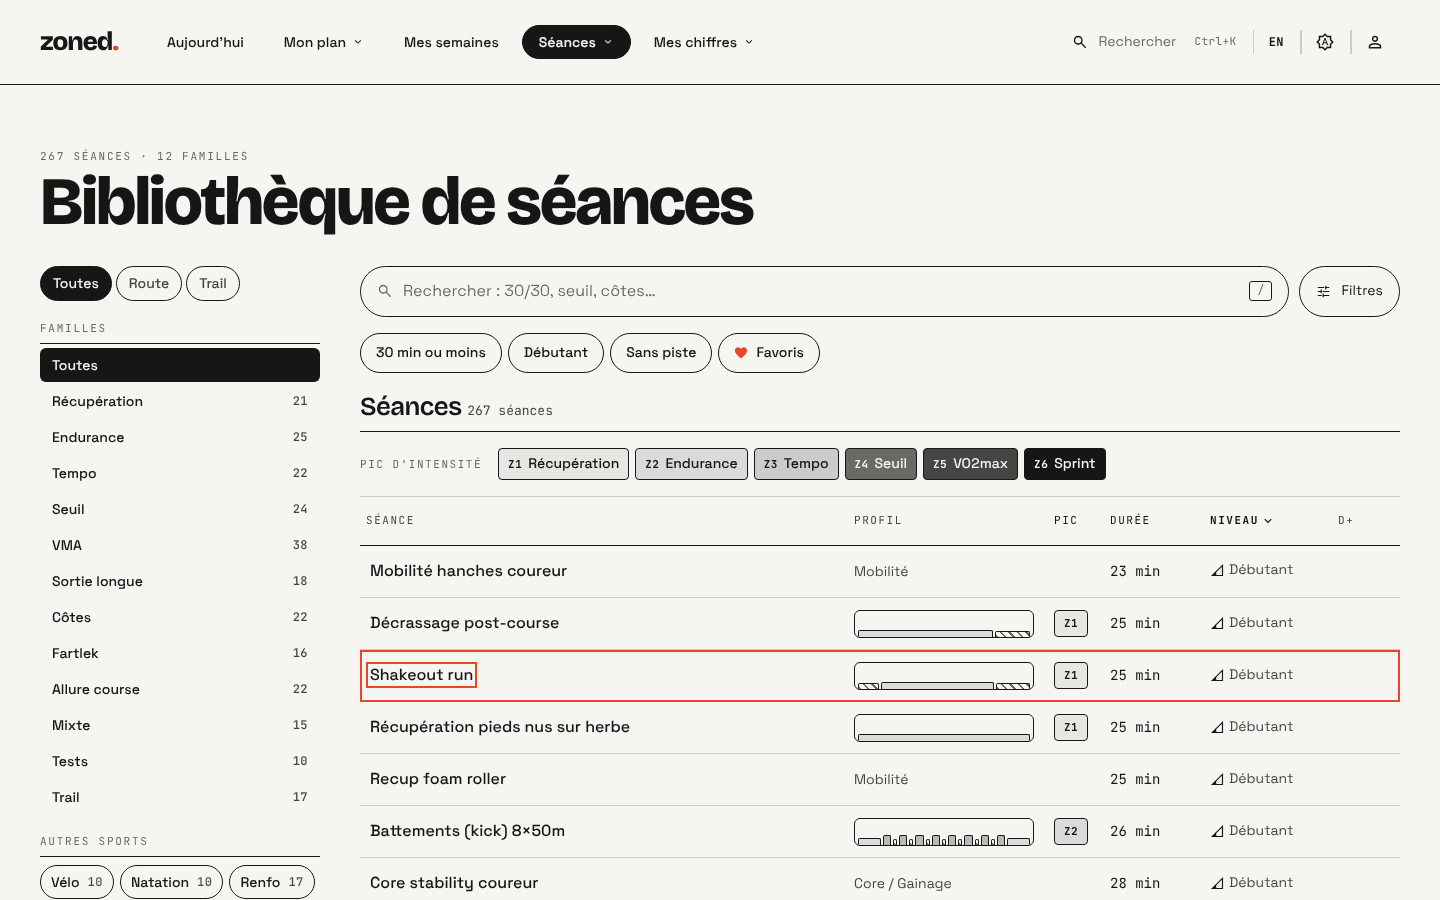 zoned. Aujourd'hui Mon plan Mes semaines Séances Mes chiffres Rechercher Ctrl+K EN A
267 SÉANCES · 12 FAMILLES
Bibliothèque de séances
Toutes Route Trail
FAMILLES
Toutes
Récupération 21
Endurance 25
Tempo 22
Seuil 24
VMA 38
Sortie longue 18
Côtes 22
Fartlek 16
Allure course 22
Mixte 15
Tests 10
Trail 17
AUTRES SPORTS
Vélo 10 Natation 10 Renfo 17
Rechercher : 30/30, seuil, côtes... / Filtres
30 min ou moins Débutant Sans piste Favoris
Séances 267 séances
PIC D'INTENSITÉ Z1 Récupération Z2 Endurance Z3 Tempo Z4 Seuil Z5 VO2max Z6 Sprint
SÉANCE PROFIL PIC DURÉE NIVEAU D+
Mobilité hanches coureur Mobilité 23 min Débutant
Décrassage post-course Z1 25 min Débutant
Shakeout run Z1 25 min Débutant
Récupération pieds nus sur herbe Z1 25 min Débutant
Recup foam roller Mobilité 25 min Débutant
Battements (kick) 8×50m Z2 26 min Débutant
Core stability coureur Core / Gainage 28 min Débutant